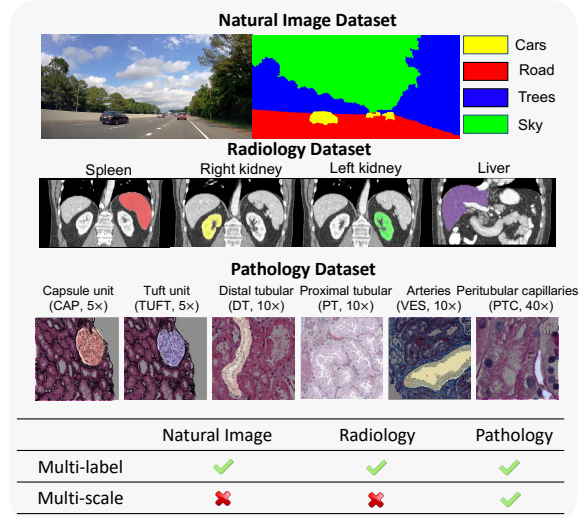 Natural Image Dataset
Cars
Road
Trees
Sky
Radiology Dataset
Spleen Right kidney Left kidney Liver
Pathology Dataset
Capsule unit Tuft unit Distal tubular Proximal tubular Arteries Peritubular capillaries
(CAP, 5×) (TUFT, 5×) (DT, 10×) (PT, 10×) (VES, 10×) (PTC, 40×)
Natural Image Radiology Pathology
Multi-label
Multi-scale